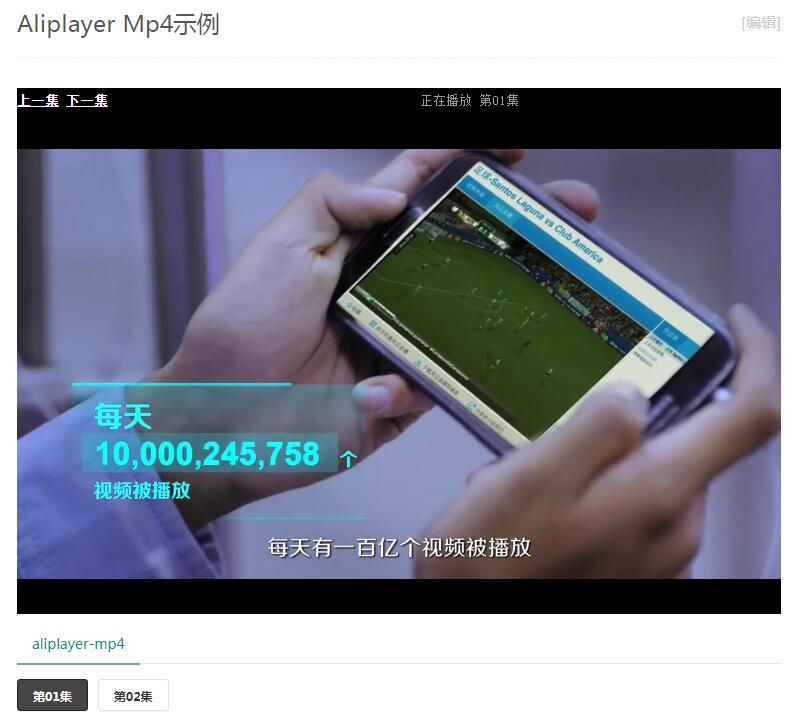 Aliplayer Mp4示例
[编辑]
上一集 下一集
正在播放 第01集
足球-Santos Laguna vs Club America
每天
10,000,245,758 个
视频被播放
每天有一百亿个视频被播放
aliplayer-mp4
第01集 第02集